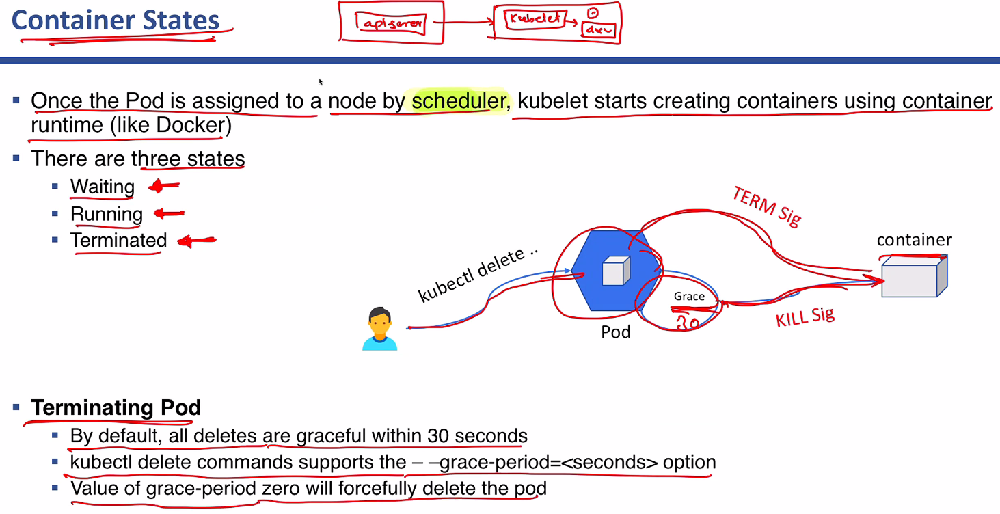 Container States
apiserver
kubelet
Once the Pod is assigned to a node by scheduler, kubelet starts creating containers using container
runtime (like Docker)
There are three states
Waiting
Running
Terminated
kubectl delete ..
Pod
Grace
30
TERM Sig
KILL Sig
container
Terminating Pod
By default, all deletes are graceful within 30 seconds
kubectl delete commands supports the – –grace-period=<seconds> option
Value of grace-period zero will forcefully delete the pod